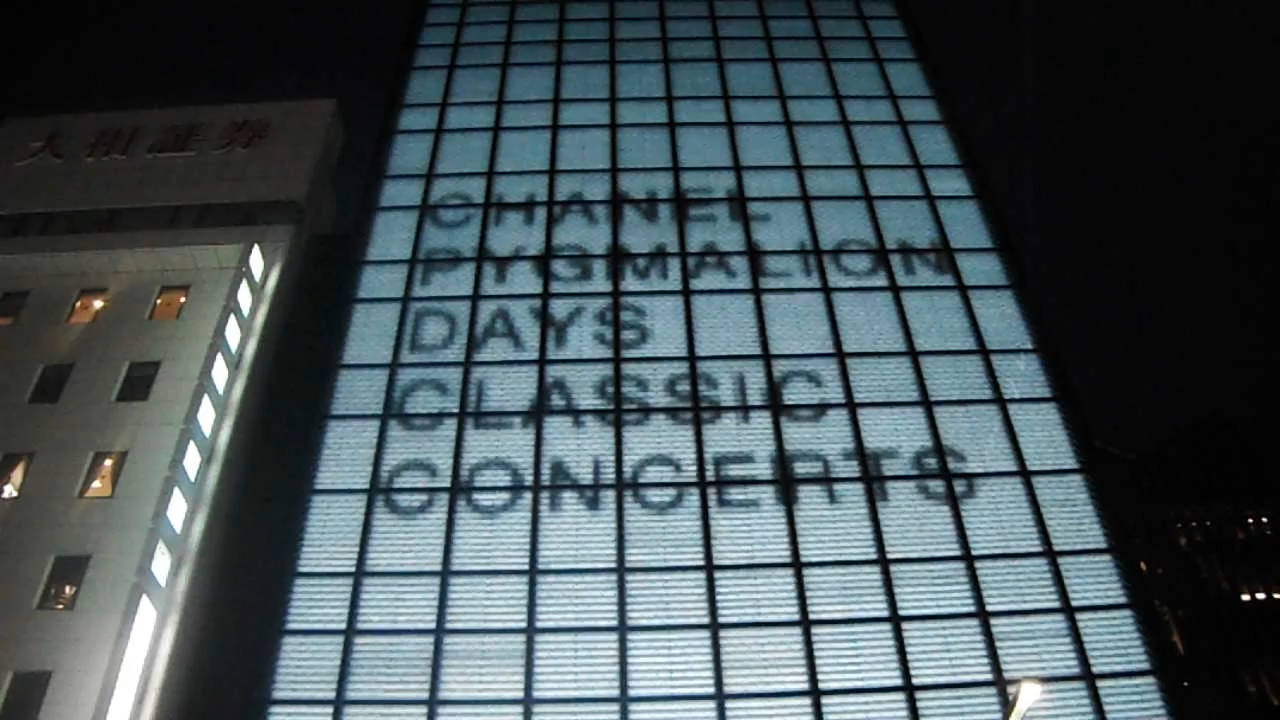 大和証券
CHANEL
PYGMALION
DAYS
CLASSIC
CONCERTS